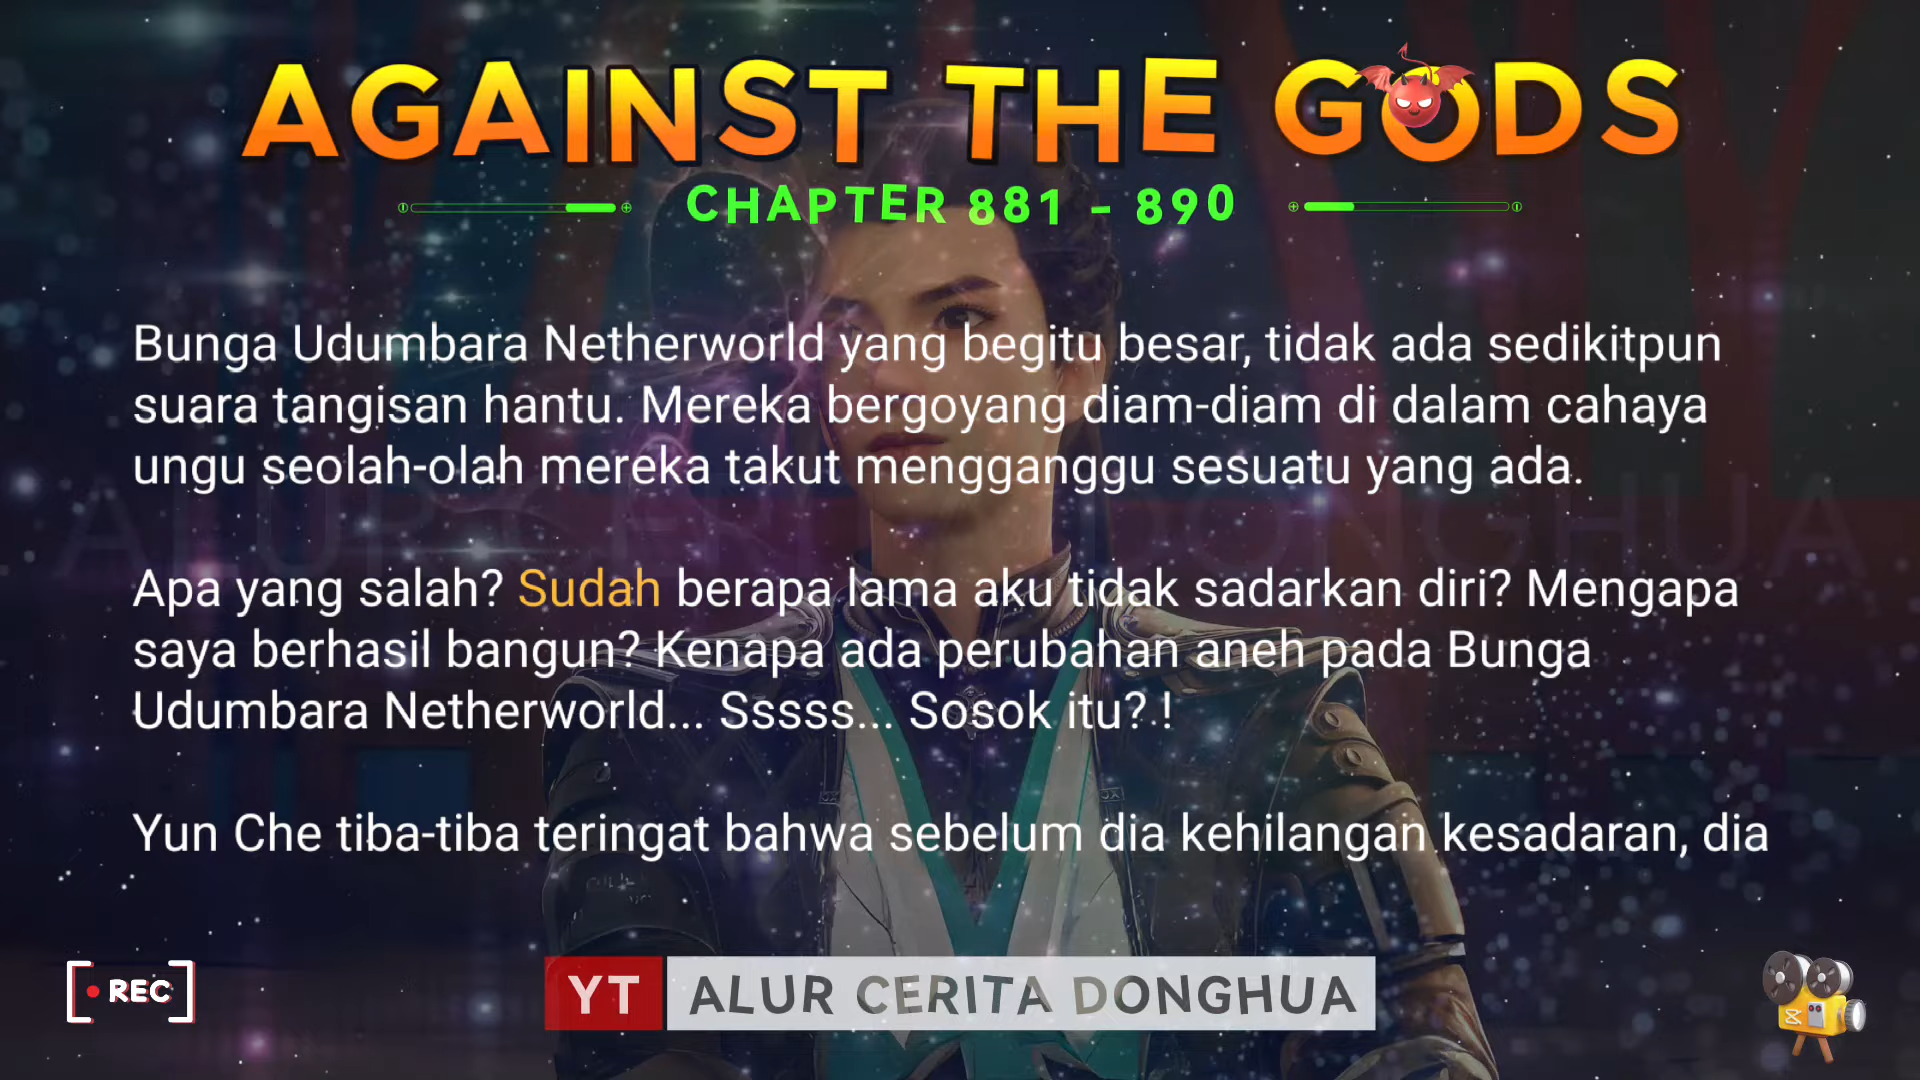 AGAINST THE GODS
CHAPTER 881 - 890
Bunga Udumbara Netherworld yang begitu besar, tidak ada sedikitpun
suara tangisan hantu. Mereka bergoyang diam-diam di dalam cahaya
ungu seolah-olah mereka takut mengganggu sesuatu yang ada.
ALUR CERITA DONGHUA
Apa yang salah? Sudah berapa lama aku tidak sadarkan diri? Mengapa
saya berhasil bangun? Kenapa ada perubahan aneh pada Bunga
Udumbara Netherworld... Sssss... Sosok itu? !
Yun Che tiba-tiba teringat bahwa sebelum dia kehilangan kesadaran, dia
REC
YT ALUR CERITA DONGHUA